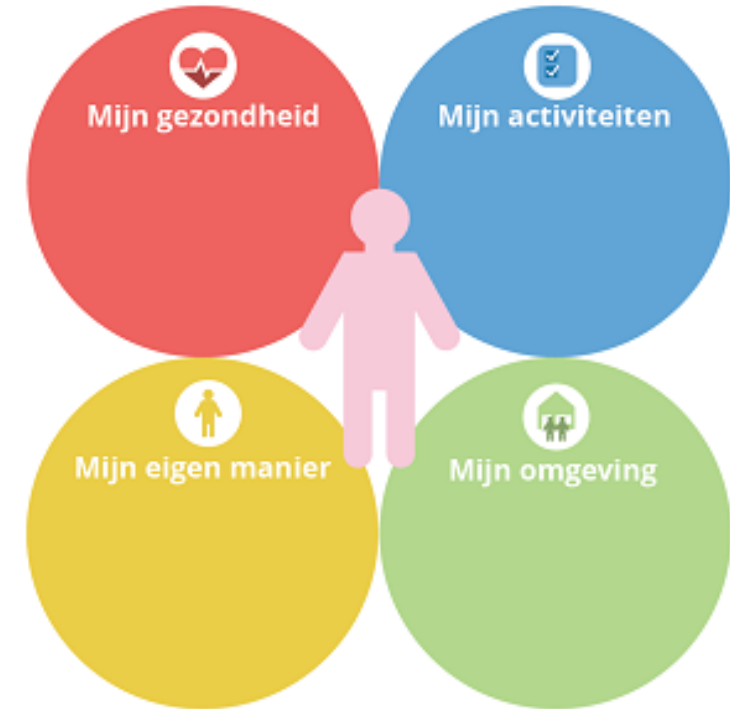 Mijn gezondheid
Mijn activiteiten
Mijn eigen manier
Mijn omgeving